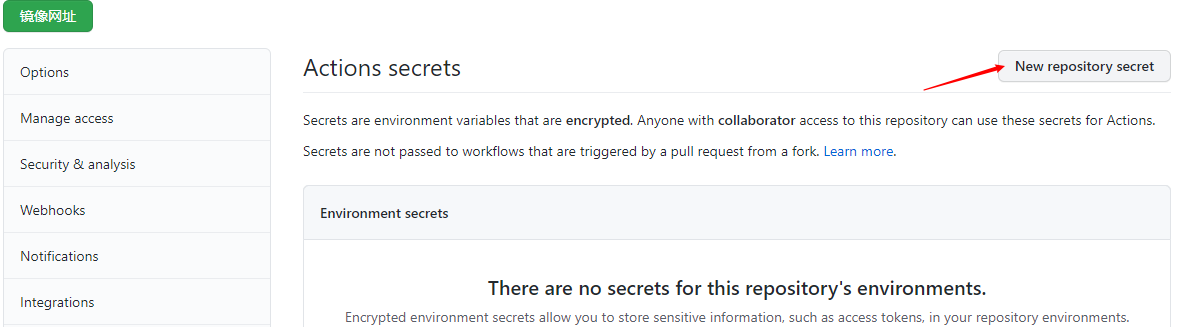 镜像网址
Options
Manage access
Security & analysis
Webhooks
Notifications
Integrations
Actions secrets
New repository secret
Secrets are environment variables that are encrypted. Anyone with collaborator access to this repository can use these secrets for Actions.
Secrets are not passed to workflows that are triggered by a pull request from a fork. Learn more.
Environment secrets
There are no secrets for this repository's environments.
Encrypted environment secrets allow you to store sensitive information, such as access tokens, in your repository environments.